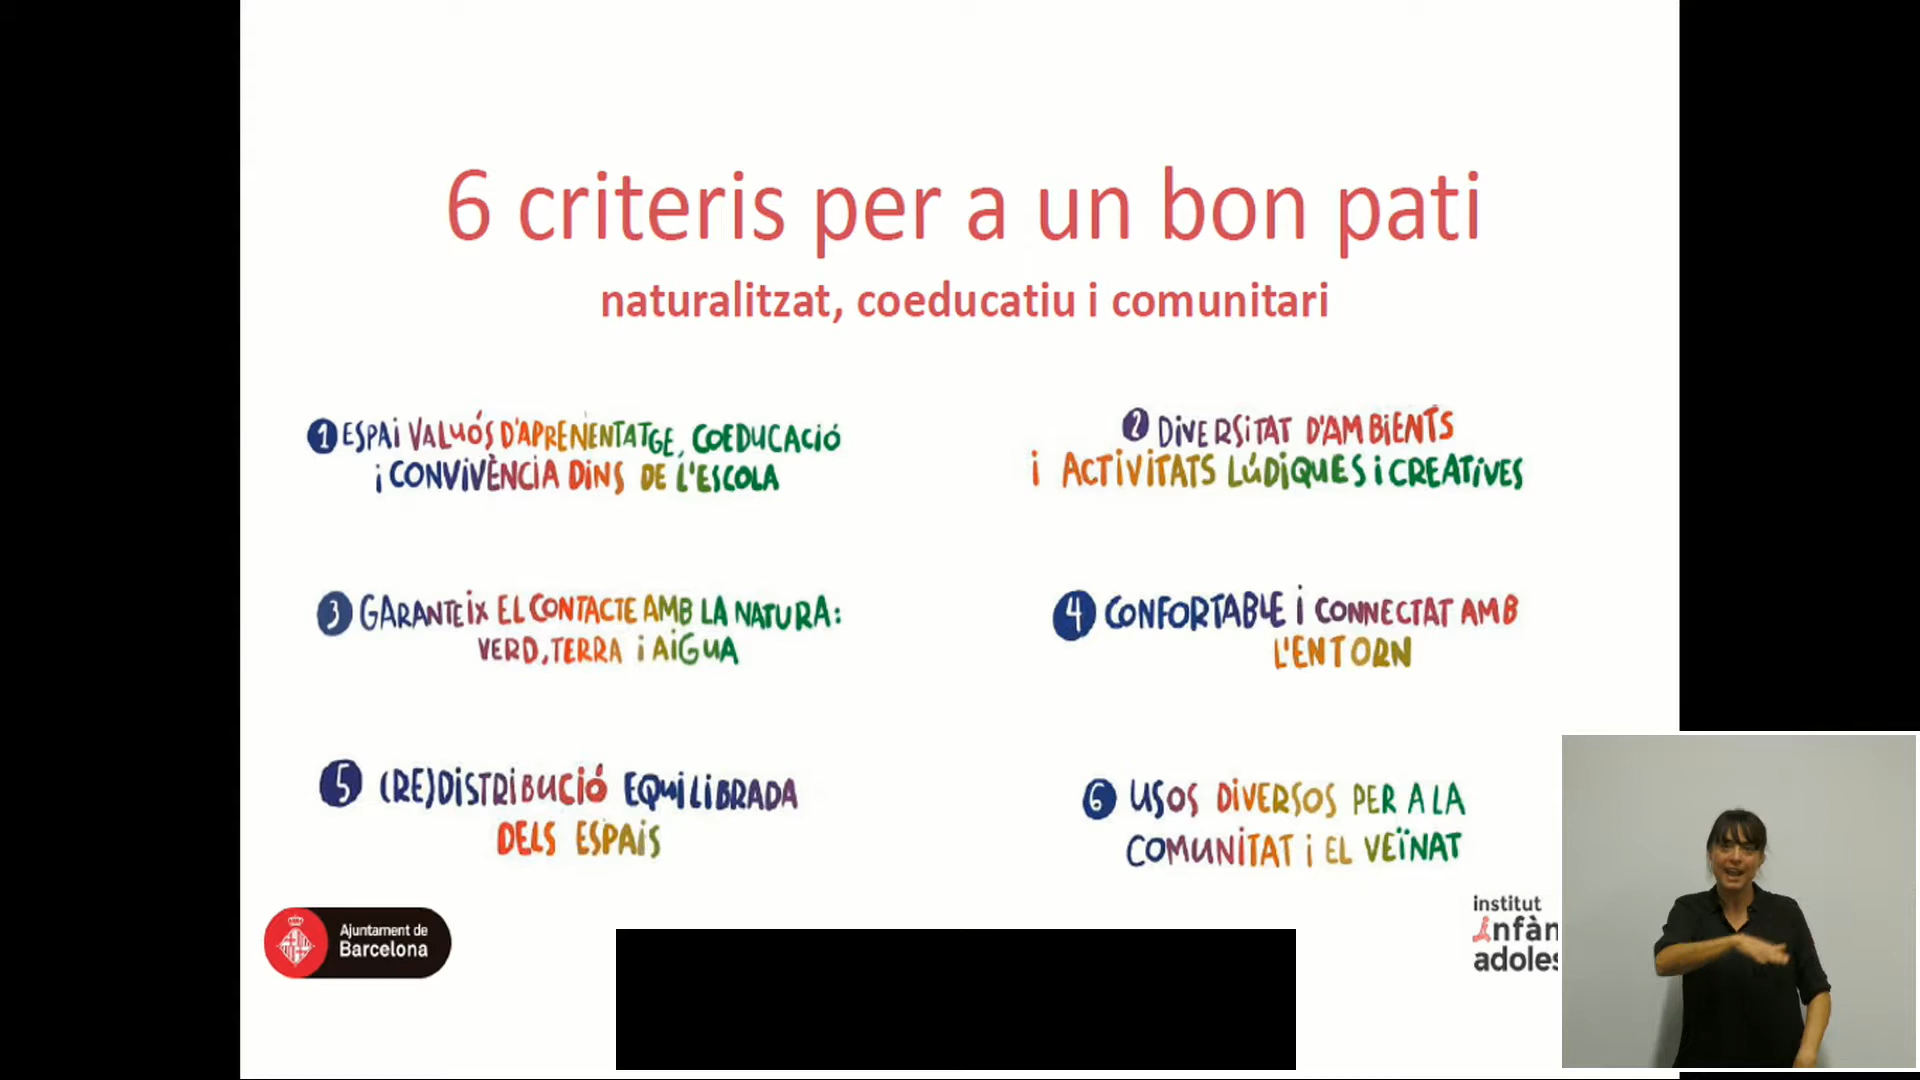 6 criteris per a un bon pati
naturalitzat, coeducatiu i comunitari
1 ESPAI VALUÓS D'APRENENTATGE, COEDUCACIÓ
i CONVIVÈNCIA DINS DE L'ESCOLA
2 DIVERSITAT D'AMBIENTS
i ACTIVITATS LÚDIQUES i CREATIVES
3 GARANTEIX EL CONTACTE AMB LA NATURA:
VERD, TERRA i AIGUA
4 CONFORTABLE i CONNECTAT AMB
L'ENTORN
5 (RE)DISTRIBUCIÓ EQUILIBRADA
DELS ESPAIS
6 USOS DIVERSOS PER A LA
COMUNITAT i EL VEÏNAT
Ajuntament de
Barcelona
institut
infàn
adoles